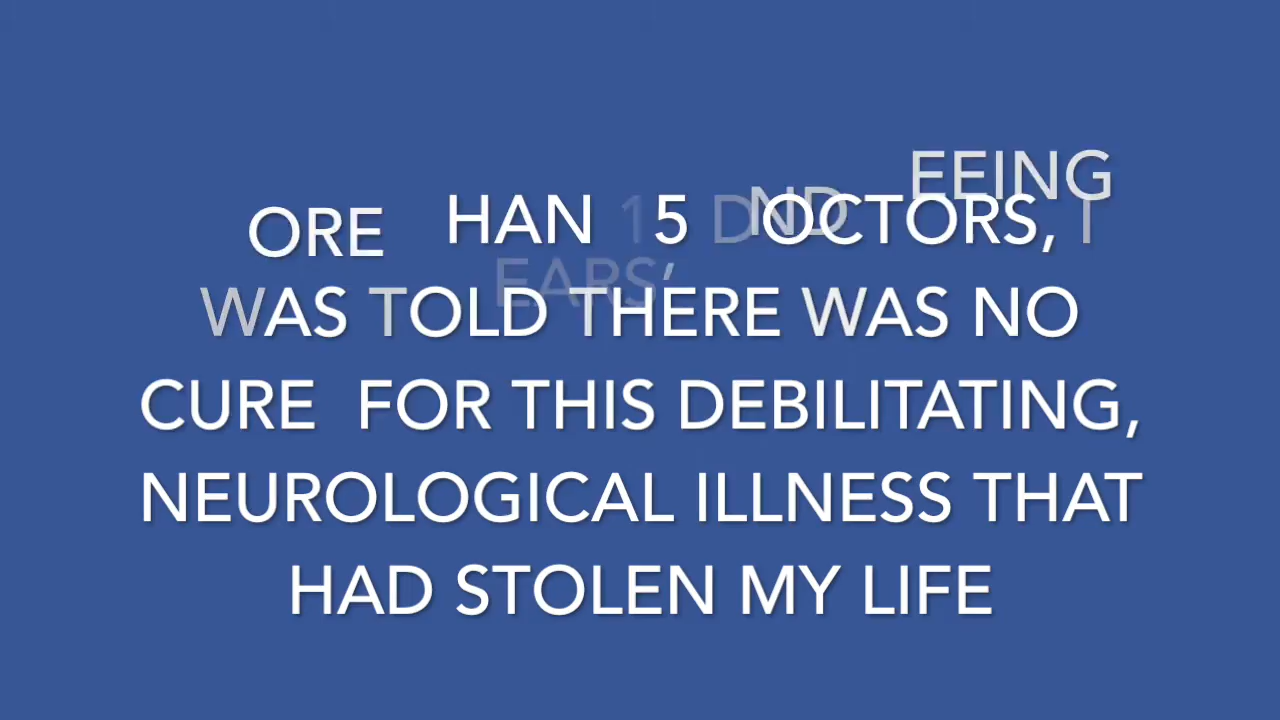 EEING
ND
ORE HAN 15 DOCTORS, I
EARS’
WAS TOLD THERE WAS NO
CURE FOR THIS DEBILITATING,
NEUROLOGICAL ILLNESS THAT
HAD STOLEN MY LIFE